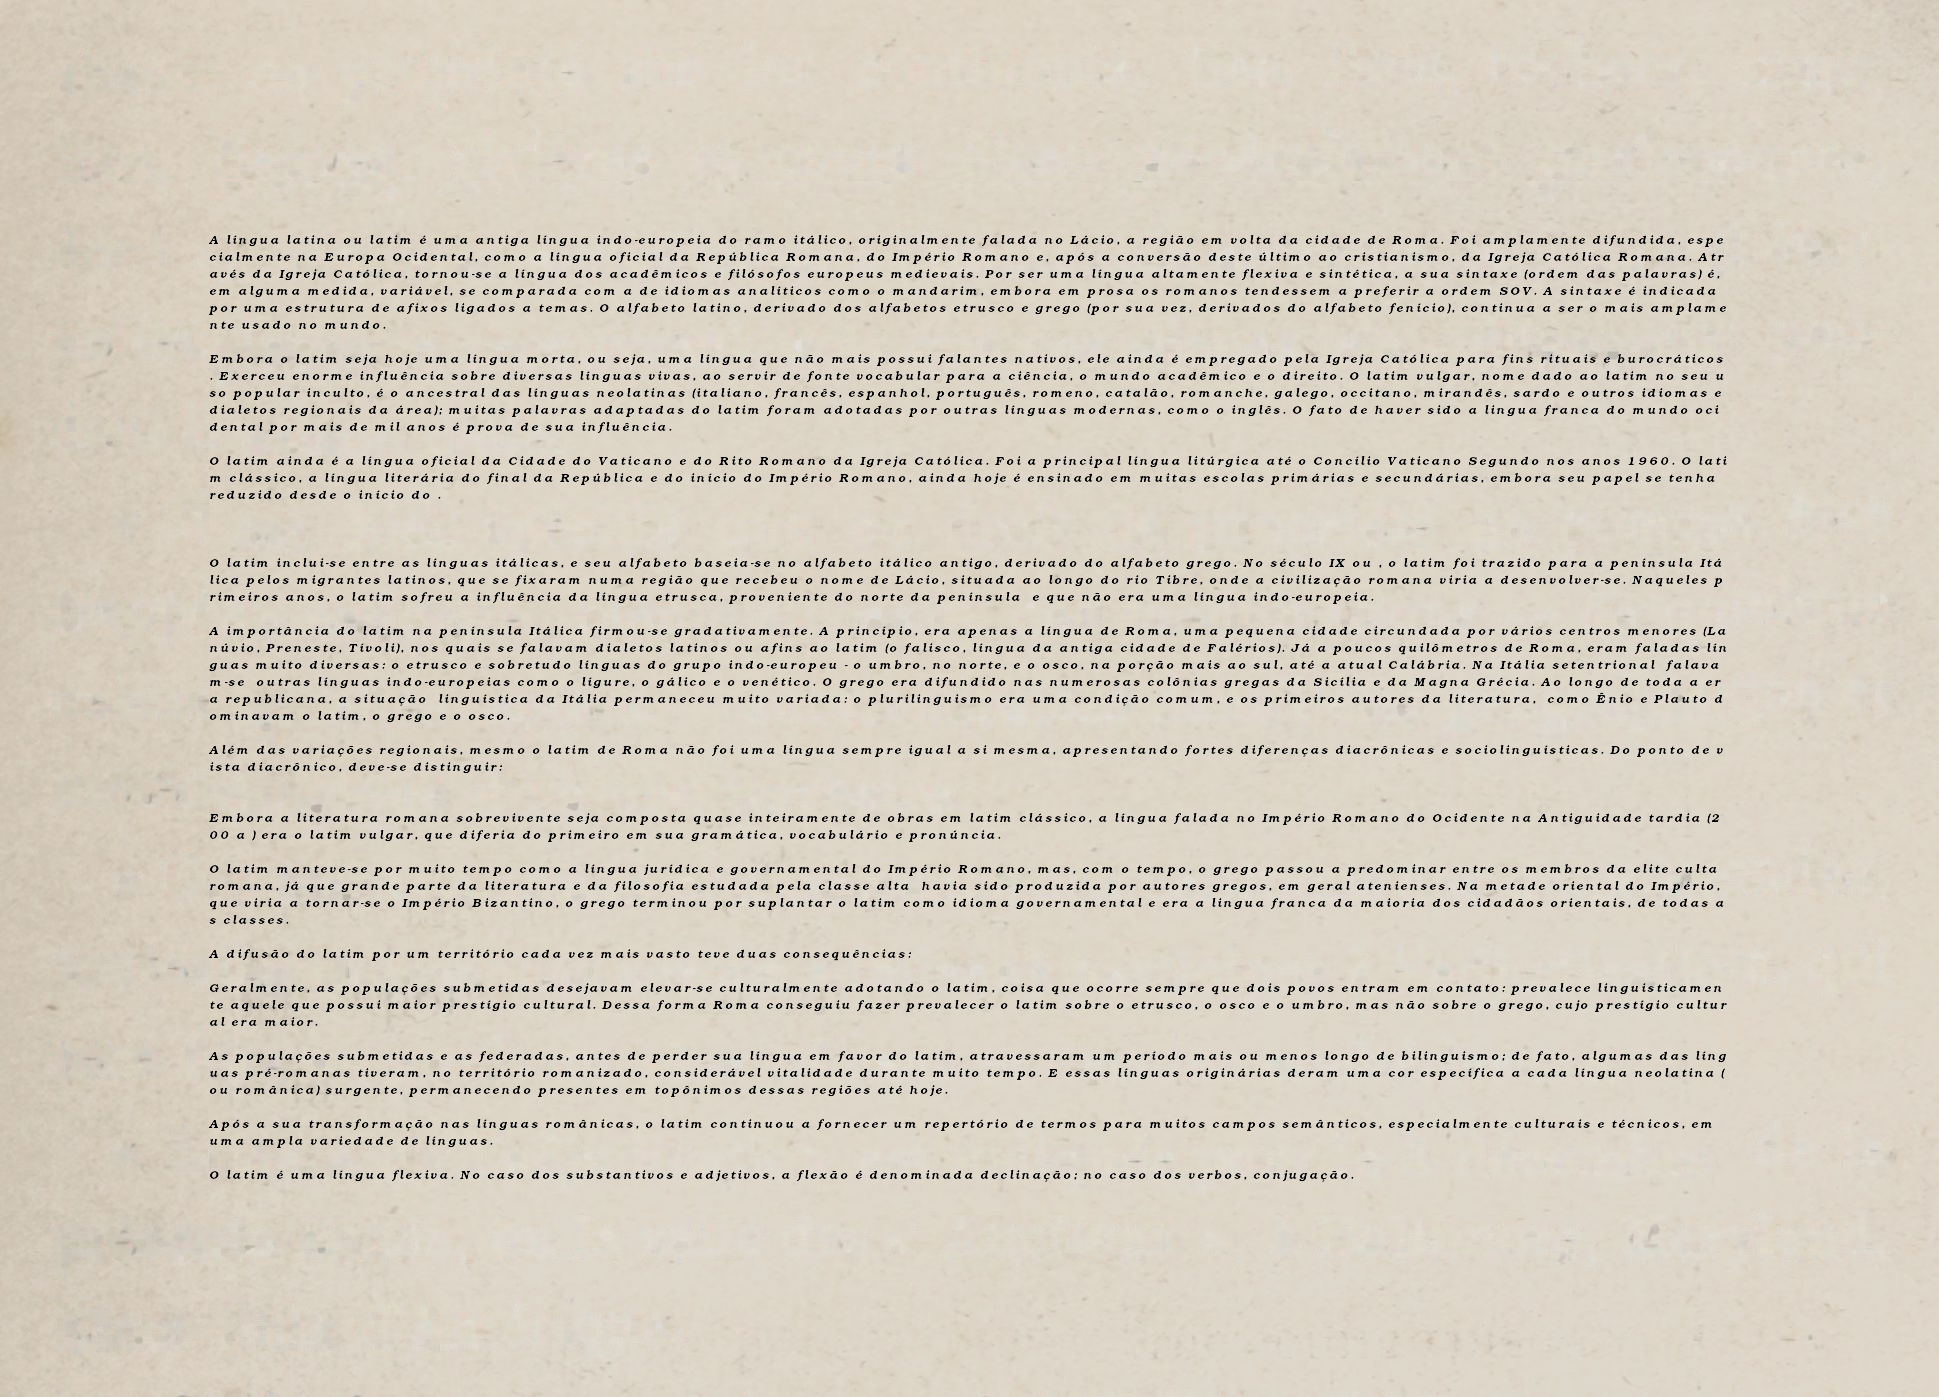 A língua latina ou latim é uma antiga língua indo-europeia do ramo itálico, originalmente falada no Lácio, a região em volta da cidade de Roma. Foi amplamente difundida, espe
cialmente na Europa Ocidental, como a língua oficial da República Romana, do Império Romano e, após a conversão deste último ao cristianismo, da Igreja Católica Romana. Atr
avés da Igreja Católica, tornou-se a língua dos acadêmicos e filósofos europeus medievais. Por ser uma língua altamente flexiva e sintética, a sua sintaxe (ordem das palavras) é,
em alguma medida, variável, se comparada com a de idiomas analíticos como o mandarim, embora em prosa os romanos tendessem a preferir a ordem SOV. A sintaxe é indicada
por uma estrutura de afixos ligados a temas. O alfabeto latino, derivado dos alfabetos etrusco e grego (por sua vez, derivados do alfabeto fenício), continua a ser o mais amplame
nte usado no mundo.
Embora o latim seja hoje uma língua morta, ou seja, uma língua que não mais possui falantes nativos, ele ainda é empregado pela Igreja Católica para fins rituais e burocráticos
. Exerceu enorme influência sobre diversas línguas vivas, ao servir de fonte vocabular para a ciência, o mundo acadêmico e o direito. O latim vulgar, nome dado ao latim no seu u
so popular inculto, é o ancestral das línguas neolatinas (italiano, francês, espanhol, português, romeno, catalão, romanche, galego, occitano, mirandês, sardo e outros idiomas e
dialetos regionais da área); muitas palavras adaptadas do latim foram adotadas por outras línguas modernas, como o inglês. O fato de haver sido a língua franca do mundo oci
dental por mais de mil anos é prova de sua influência.
O latim ainda é a língua oficial da Cidade do Vaticano e do Rito Romano da Igreja Católica. Foi a principal língua litúrgica até o Concílio Vaticano Segundo nos anos 1960. O lati
m clássico, a língua literária do final da República e do início do Império Romano, ainda hoje é ensinado em muitas escolas primárias e secundárias, embora seu papel se tenha
reduzido desde o início do .
O latim inclui-se entre as línguas itálicas, e seu alfabeto baseia-se no alfabeto itálico antigo, derivado do alfabeto grego. No século IX ou , o latim foi trazido para a península Itá
lica pelos migrantes latinos, que se fixaram numa região que recebeu o nome de Lácio, situada ao longo do rio Tibre, onde a civilização romana viria a desenvolver-se. Naqueles p
rimeiros anos, o latim sofreu a influência da língua etrusca, proveniente do norte da península  e que não era uma língua indo-europeia.
A importância do latim na península Itálica firmou-se gradativamente. A princípio, era apenas a língua de Roma, uma pequena cidade circundada por vários centros menores (La
núvio, Preneste, Tívoli), nos quais se falavam dialetos latinos ou afins ao latim (o falisco, língua da antiga cidade de Falérios). Já a poucos quilômetros de Roma, eram faladas lín
guas muito diversas: o etrusco e sobretudo línguas do grupo indo-europeu - o umbro, no norte, e o osco, na porção mais ao sul, até a atual Calábria. Na Itália setentrional  falava
m-se  outras línguas indo-europeias como o lígure, o gálico e o venético. O grego era difundido nas numerosas colônias gregas da Sicília e da Magna Grécia. Ao longo de toda a er
a republicana, a situação  linguística da Itália permaneceu muito variada: o plurilinguismo era uma condição comum, e os primeiros autores da literatura,  como Ênio e Plauto d
ominavam o latim, o grego e o osco.
Além das variações regionais, mesmo o latim de Roma não foi uma língua sempre igual a si mesma, apresentando fortes diferenças diacrônicas e sociolinguísticas. Do ponto de v
ista diacrônico, deve-se distinguir:
Embora a literatura romana sobrevivente seja composta quase inteiramente de obras em latim clássico, a língua falada no Império Romano do Ocidente na Antiguidade tardia (2
00 a ) era o latim vulgar, que diferia do primeiro em sua gramática, vocabulário e pronúncia.
O latim manteve-se por muito tempo como a língua jurídica e governamental do Império Romano, mas, com o tempo, o grego passou a predominar entre os membros da elite culta
romana, já que grande parte da literatura e da filosofia estudada pela classe alta  havia sido produzida por autores gregos, em geral atenienses. Na metade oriental do Império,
que viria a tornar-se o Império Bizantino, o grego terminou por suplantar o latim como idioma governamental e era a língua franca da maioria dos cidadãos orientais, de todas a
s classes.
A difusão do latim por um território cada vez mais vasto teve duas consequências:
Geralmente, as populações submetidas desejavam elevar-se culturalmente adotando o latim, coisa que ocorre sempre que dois povos entram em contato: prevalece linguisticamen
te aquele que possui maior prestígio cultural. Dessa forma Roma conseguiu fazer prevalecer o latim sobre o etrusco, o osco e o umbro, mas não sobre o grego, cujo prestígio cultur
al era maior.
As populações submetidas e as federadas, antes de perder sua língua em favor do latim, atravessaram um período mais ou menos longo de bilinguismo; de fato, algumas das líng
uas pré-romanas tiveram, no território romanizado, considerável vitalidade durante muito tempo. E essas línguas originárias deram uma cor específica a cada língua neolatina (
ou românica) surgente, permanecendo presentes em topônimos dessas regiões até hoje.
Após a sua transformação nas línguas românicas, o latim continuou a fornecer um repertório de termos para muitos campos semânticos, especialmente culturais e técnicos, em
uma ampla variedade de línguas.
O latim é uma língua flexiva. No caso dos substantivos e adjetivos, a flexão é denominada declinação; no caso dos verbos, conjugação.